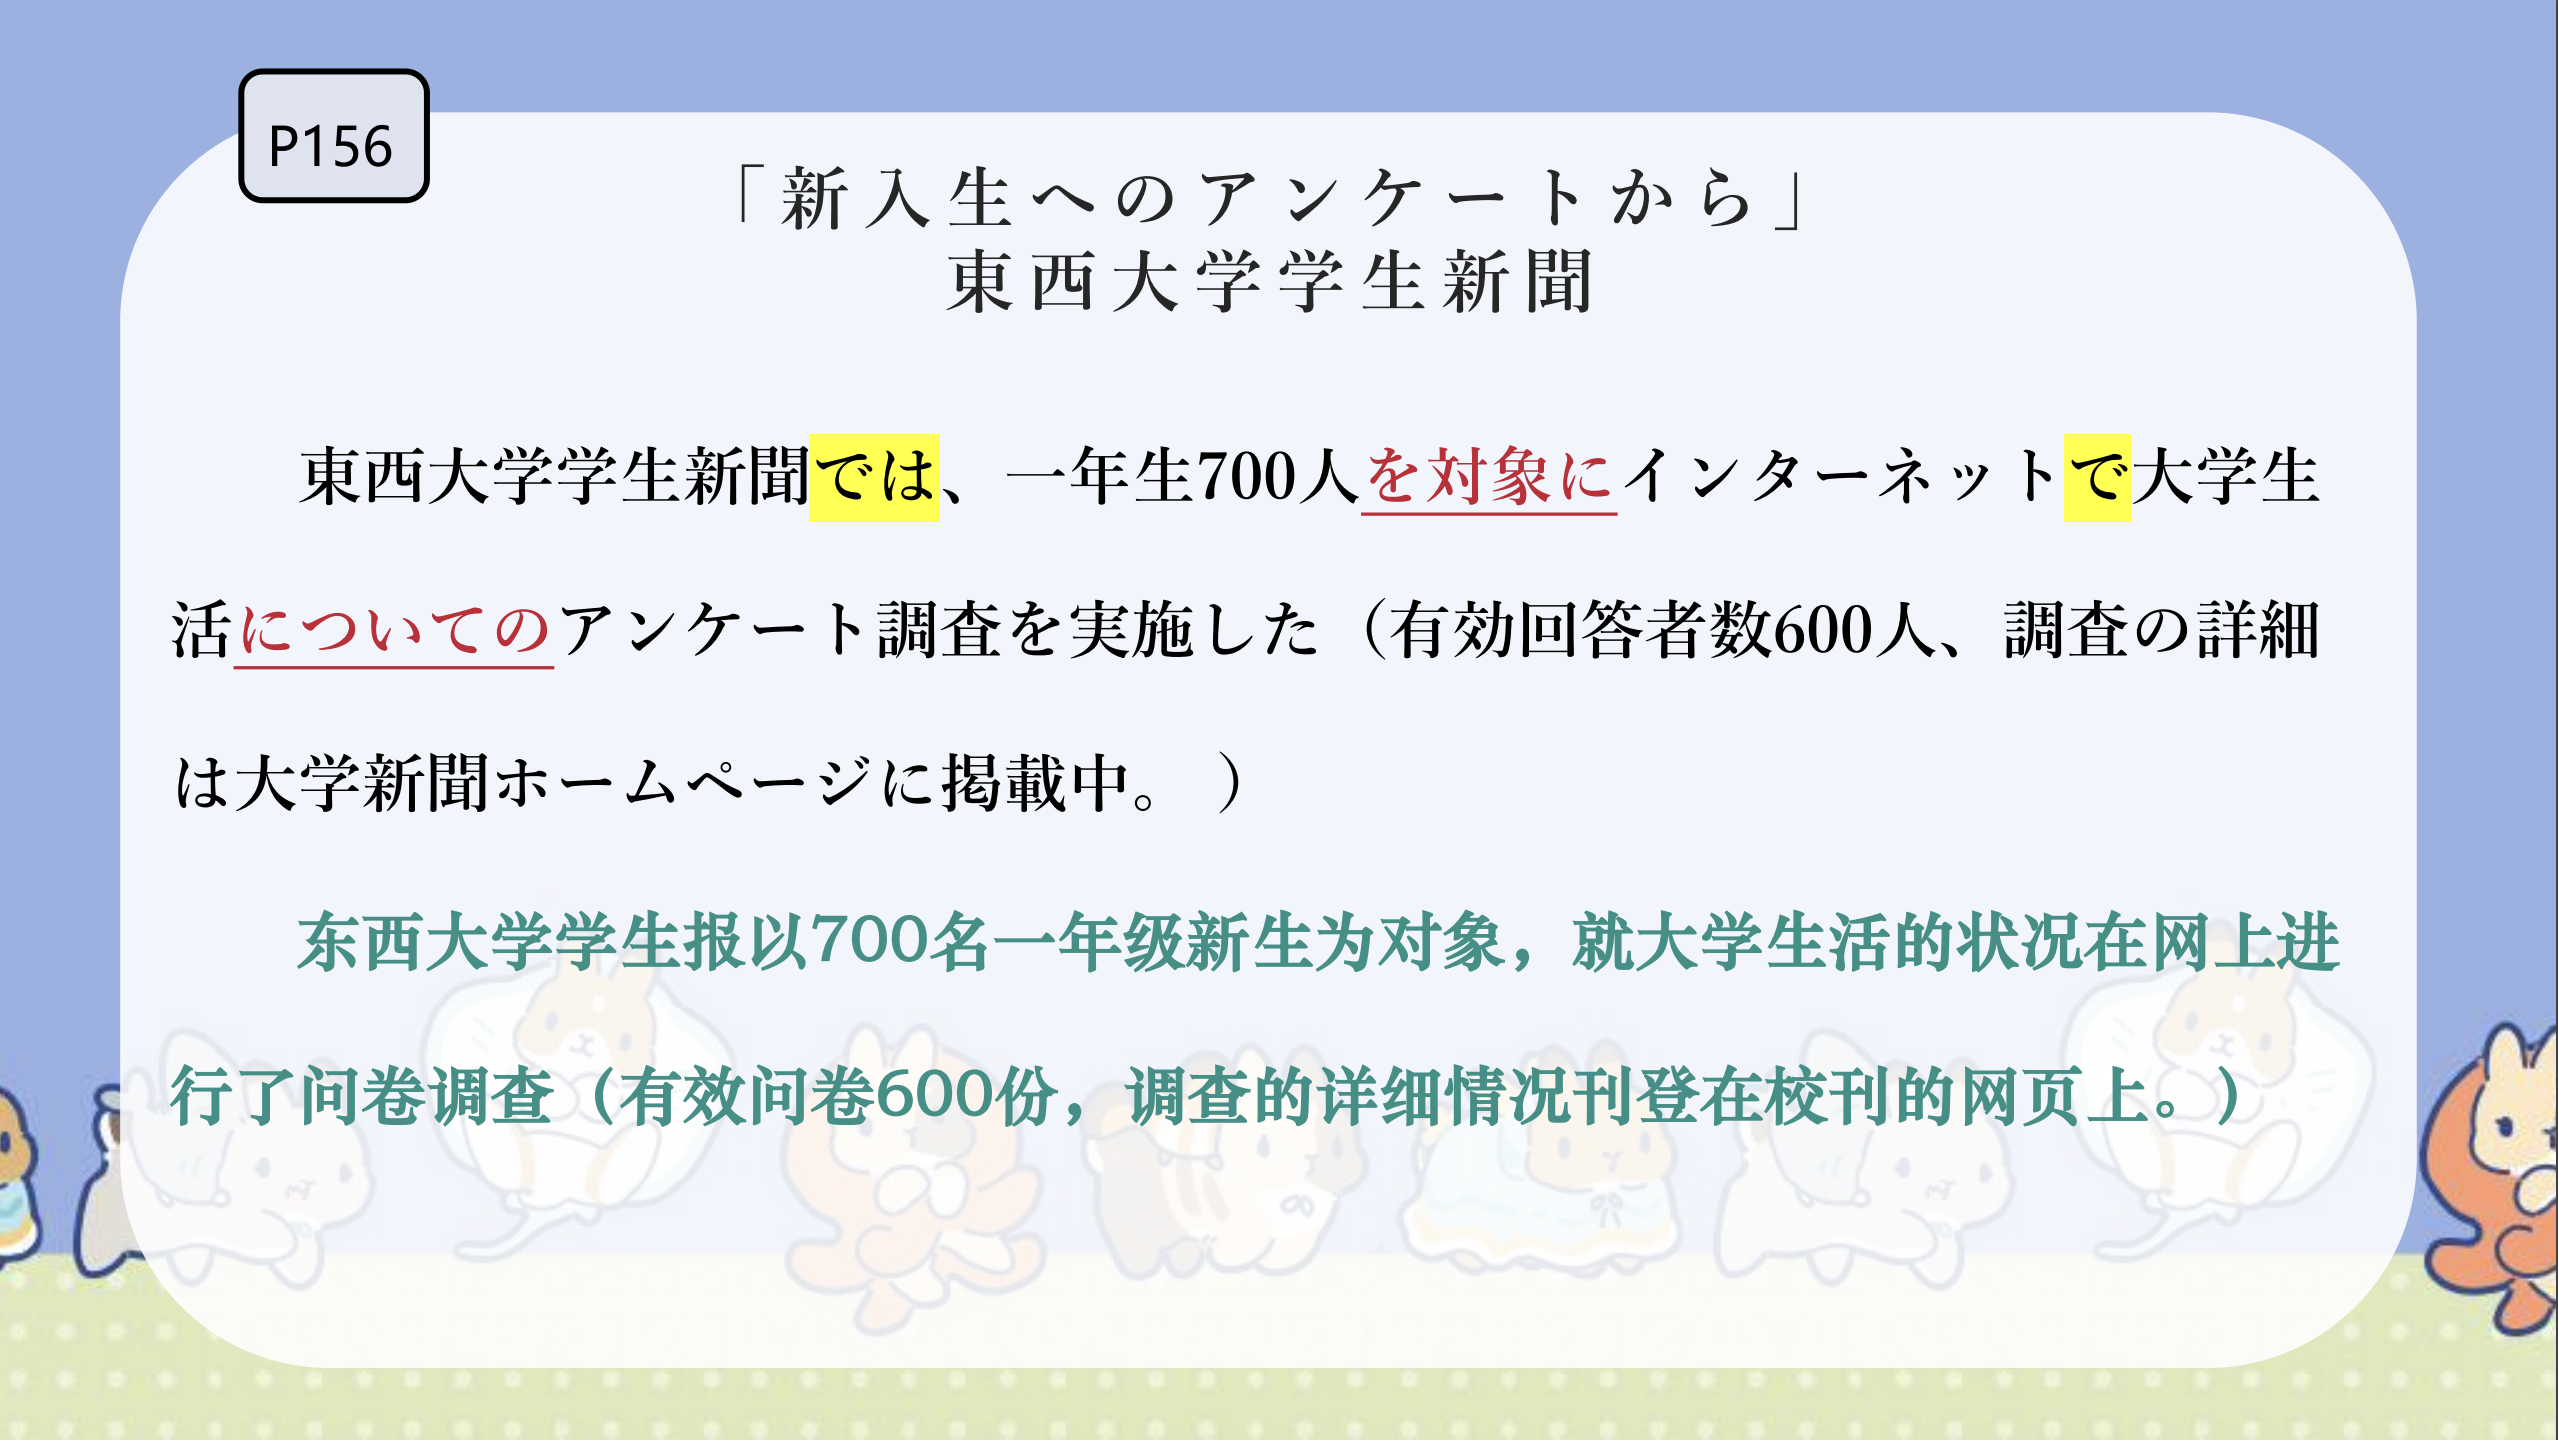 P156
「新入生へのアンケートから」
東西大学学生新聞
東西大学学生新聞では、一年生700人を対象にインターネットで大学生
活についてのアンケート調査を実施した（有効回答者数600人、調査の詳細
は大学新聞ホームページに掲載中。 ）
东西大学学生报以700名一年级新生为对象，就大学生活的状况在网上进
行了问卷调查（有效问卷600份，调查的详细情况刊登在校刊的网页上。）